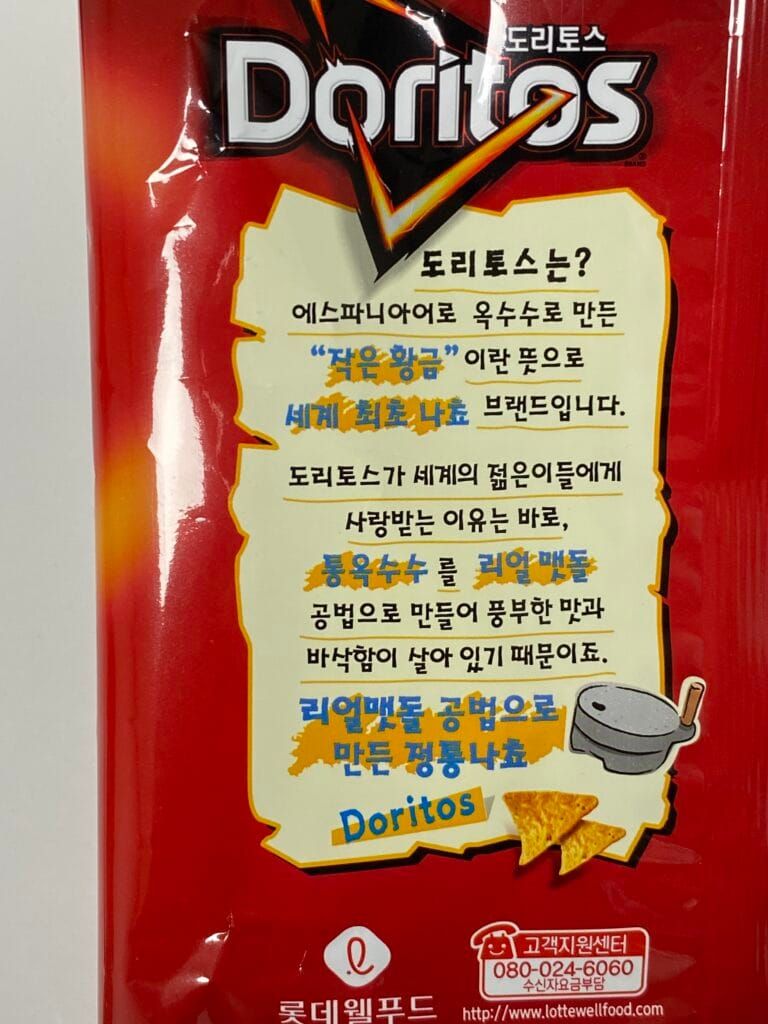 도리토스
Doritos
도리토스는?
에스파니아어로 옥수수로 만든
“작은 황금”이란 뜻으로
세계 최초 나쵸 브랜드입니다.
도리토스가 세계의 젊은이들에게
사랑받는 이유는 바로,
통옥수수를 리얼 맷돌
공법으로 만들어 풍부한 맛과
바삭함이 살아 있기 때문이죠.
리얼맷돌 공법으로
만든 정통나쵸
Doritos
고객지원센터
080-024-6060
수신자요금부담
롯데웰푸드
http://www.lottewellfood.com